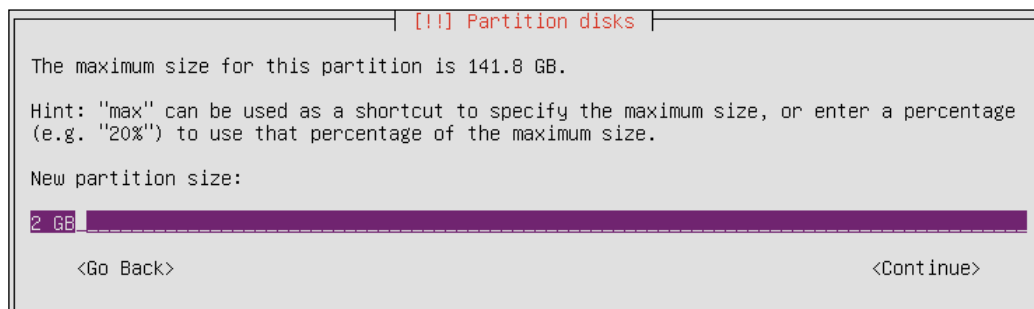 [!!] Partition disks
The maximum size for this partition is 141.8 GB.
Hint: "max" can be used as a shortcut to specify the maximum size, or enter a percentage
(e.g. "20%") to use that percentage of the maximum size.
New partition size:
2 GB
<Go Back> <Continue>